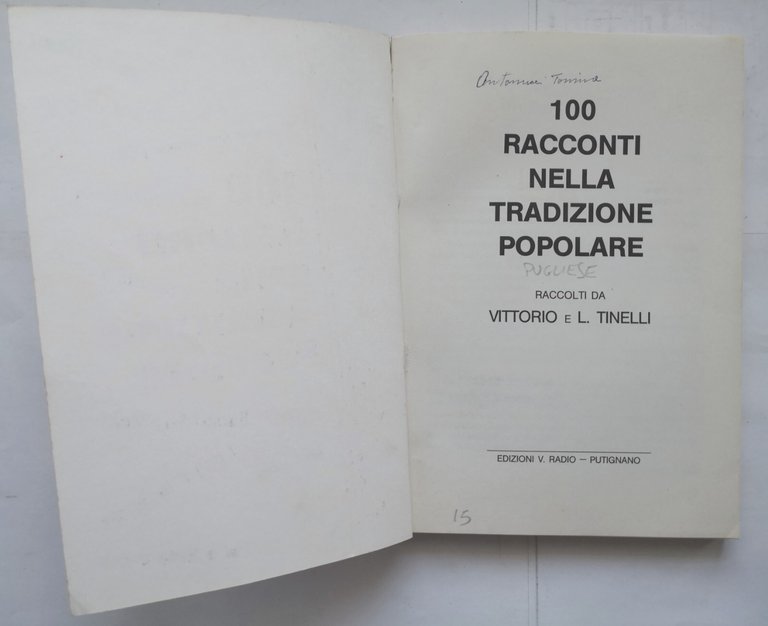 100
RACCONTI
NELLA
TRADIZIONE
POPOLARE
PUGLIESE
RACCOLTI DA
VITTORIO E L. TINELLI
EDIZIONI V. RADIO – PUTIGNANO
15